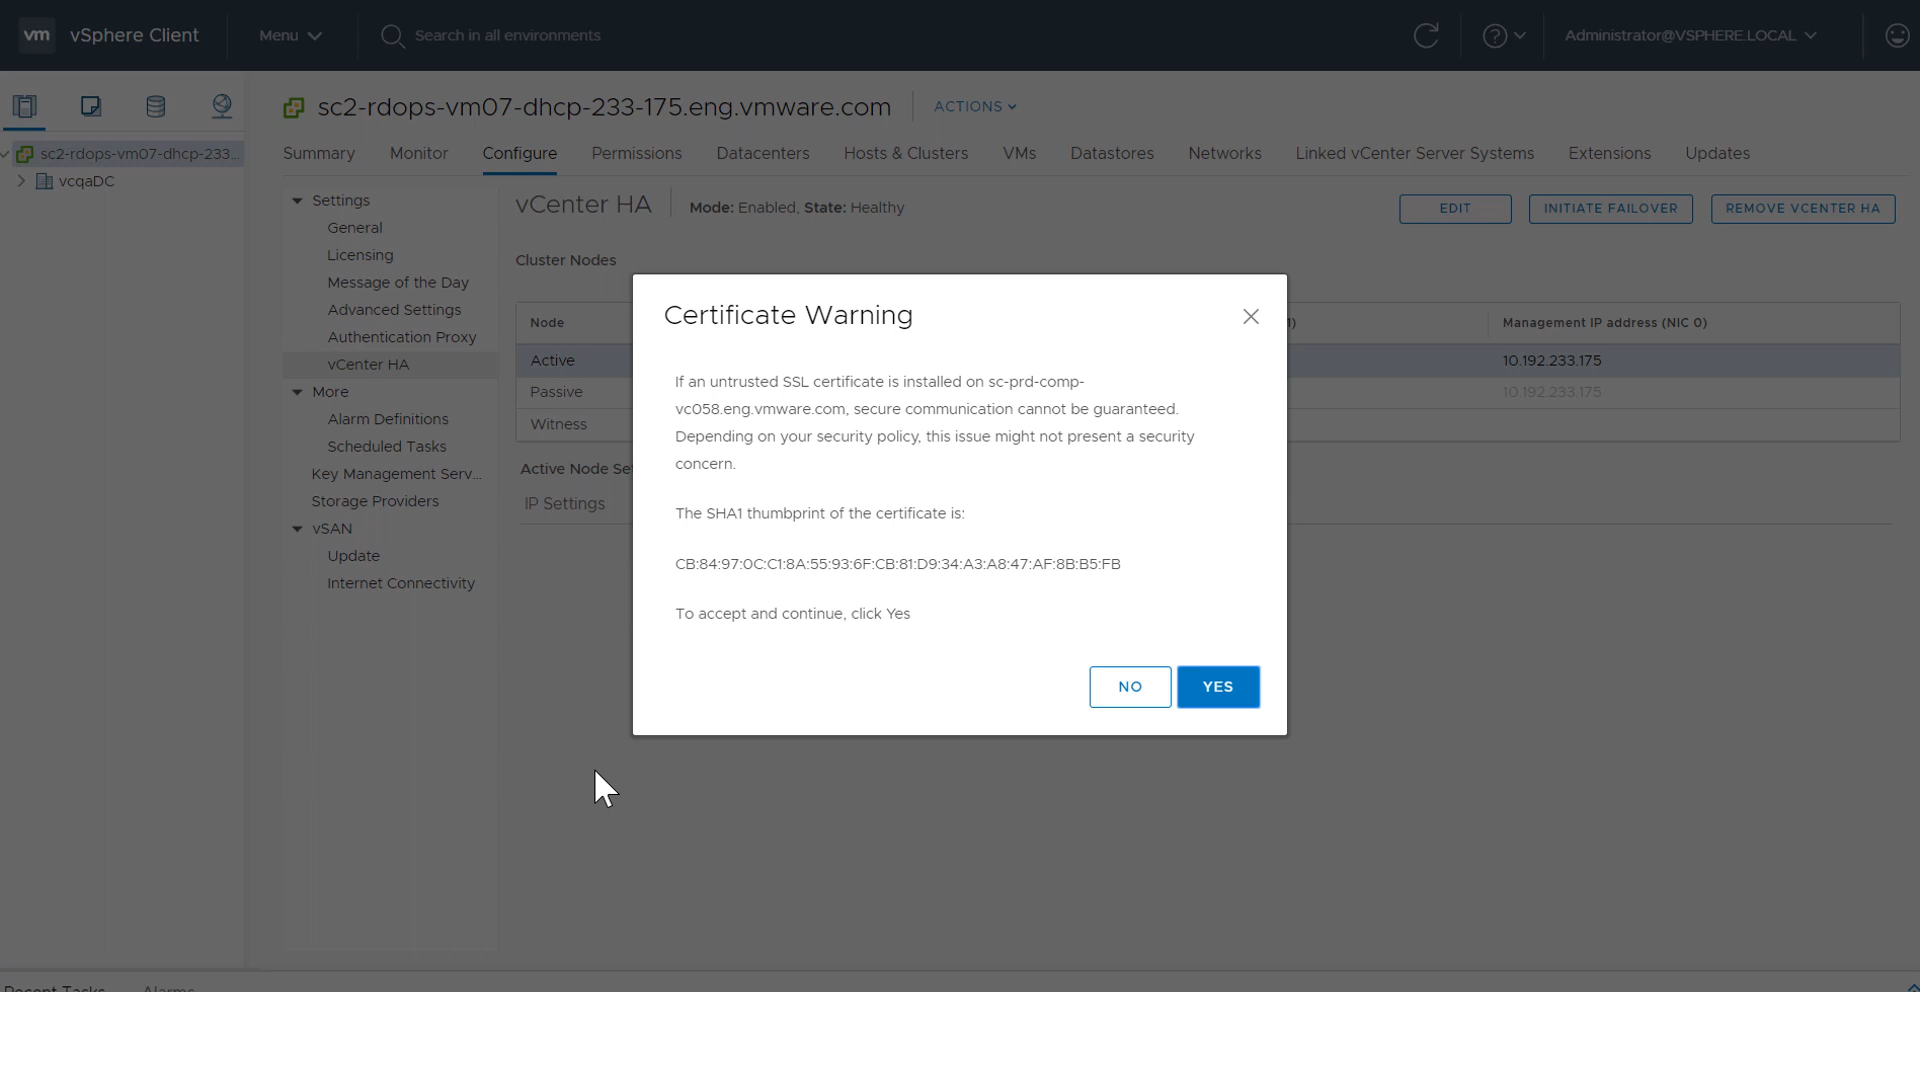 vm vSphere Client Menu Search in all environments Administrator@VSPHERE.LOCAL
sc2-rdops-vm07-dhcp-233-175.eng.vmware.com ACTIONS
sc2-rdops-vm07-dhcp-233...
vcqaDC
Summary Monitor Configure Permissions Datacenters Hosts & Clusters VMs Datastores Networks Linked vCenter Server Systems Extensions Updates
Settings
General
Licensing
Message of the Day
Advanced Settings
Authentication Proxy
vCenter HA
More
Alarm Definitions
Scheduled Tasks
Key Management Serv...
Storage Providers
vSAN
Update
Internet Connectivity
vCenter HA Mode: Enabled, State: Healthy EDIT INITIATE FAILOVER REMOVE VCENTER HA
Cluster Nodes
Node 1) Management IP address (NIC 0)
Active 10.192.233.175
Passive 10.192.233.175
Witness
Active Node Se
IP Settings
Certificate Warning
If an untrusted SSL certificate is installed on sc-prd-comp-
vc058.eng.vmware.com, secure communication cannot be guaranteed.
Depending on your security policy, this issue might not present a security
concern.
The SHA1 thumbprint of the certificate is:
CB:84:97:0C:C1:8A:55:93:6F:CB:81:D9:34:A3:A8:47:AF:8B:B5:FB
To accept and continue, click Yes
NO YES
Recent Tasks Alarms